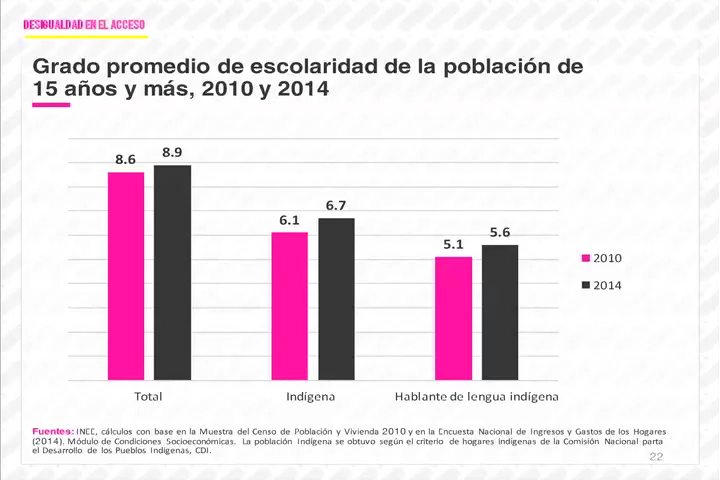 DESIGUALDAD EN EL ACCESO
Grado promedio de escolaridad de la población de
15 años y más, 2010 y 2014
8.6
8.9
6.1
6.7
5.1
5.6
2010
2014
Total
Indígena
Hablante de lengua indígena
Fuentes: INEE, cálculos con base en la Muestra del Censo de Población y Vivienda 2010 y en la Encuesta Nacional de Ingresos y Gastos de los Hogares
(2014). Módulo de Condiciones Socioeconómicas. La población Indígena se obtuvo según el criterio de hogares indígenas de la Comisión Nacional parta
el Desarrollo de los Pueblos Indígenas, CDI.
22